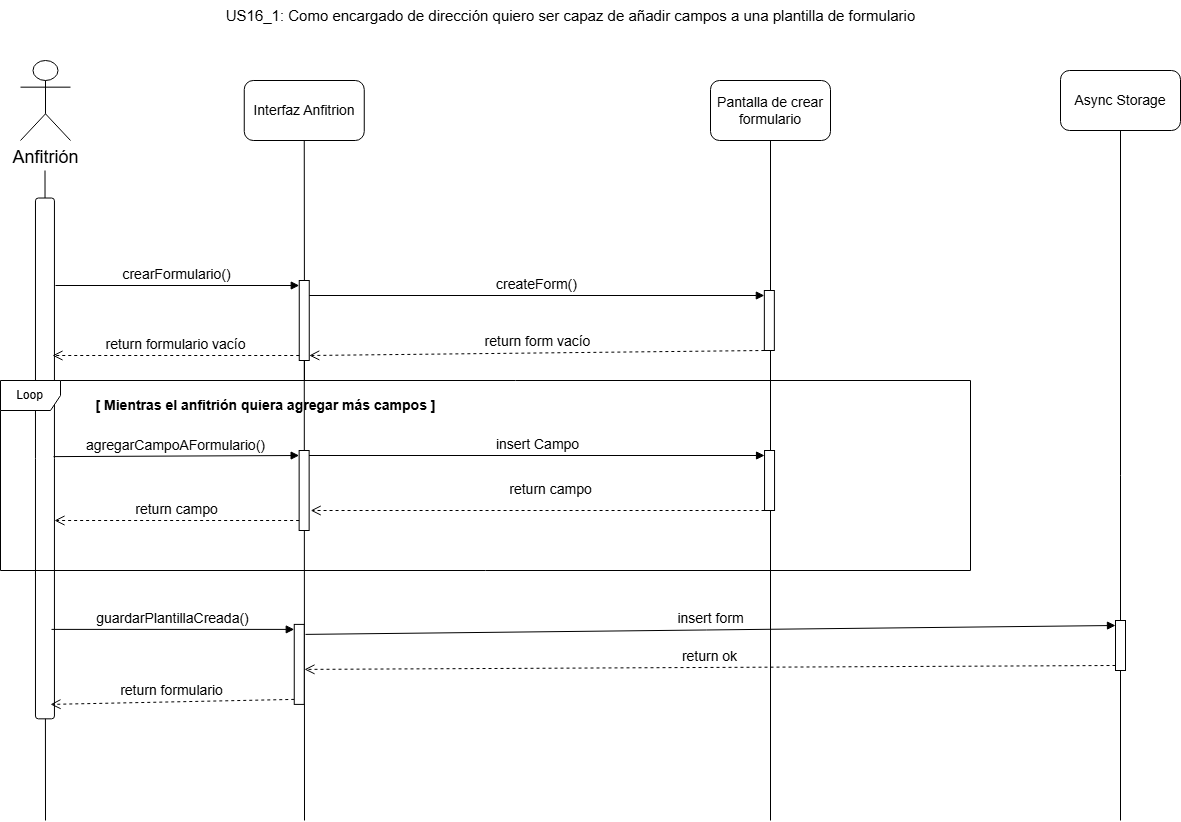 US16_1: Como encargado de dirección quiero ser capaz de añadir campos a una plantilla de formulario
Anfitrión
Interfaz Anfitrion
Pantalla de crear
formulario
Async Storage
crearFormulario()
createForm()
return formulario vacío
return form vacío
Loop
[ Mientras el anfitrión quiera agregar más campos ]
agregarCampoAFormulario()
insert Campo
return campo
return campo
guardarPlantillaCreada()
insert form
return ok
return formulario